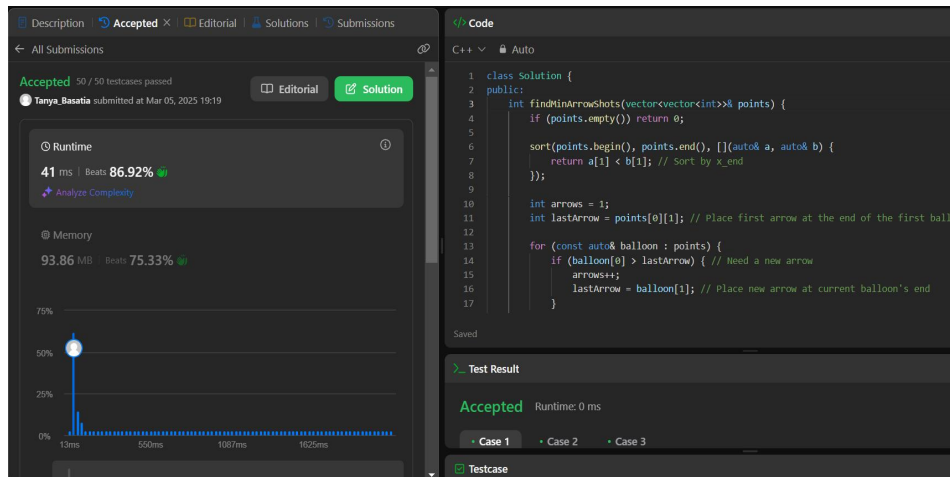 Description
Accepted
Editorial
Solutions
Submissions
All Submissions
Accepted 50 / 50 testcases passed
Tanya_Basatia submitted at Mar 05, 2025 19:19
Editorial
Solution
Runtime
41 ms | Beats 86.92%
Analyze Complexity
Memory
93.86 MB | Beats 75.33%
75%
50%
25%
0%
13ms 550ms 1087ms 1625ms
</> Code
C++ Auto
1 class Solution {
2 public:
3 int findMinArrowShots(vector<vector<int>>& points) {
4 if (points.empty()) return 0;
5
6 sort(points.begin(), points.end(), [](auto& a, auto& b) {
7 return a[1] < b[1]; // Sort by x_end
8 });
9
10 int arrows = 1;
11 int lastArrow = points[0][1]; // Place first arrow at the end of the first ball
12
13 for (const auto& balloon : points) {
14 if (balloon[0] > lastArrow) { // Need a new arrow
15 arrows++;
16 lastArrow = balloon[1]; // Place new arrow at current balloon's end
17 }
Saved
Test Result
Accepted Runtime: 0 ms
• Case 1 • Case 2 • Case 3
Testcase